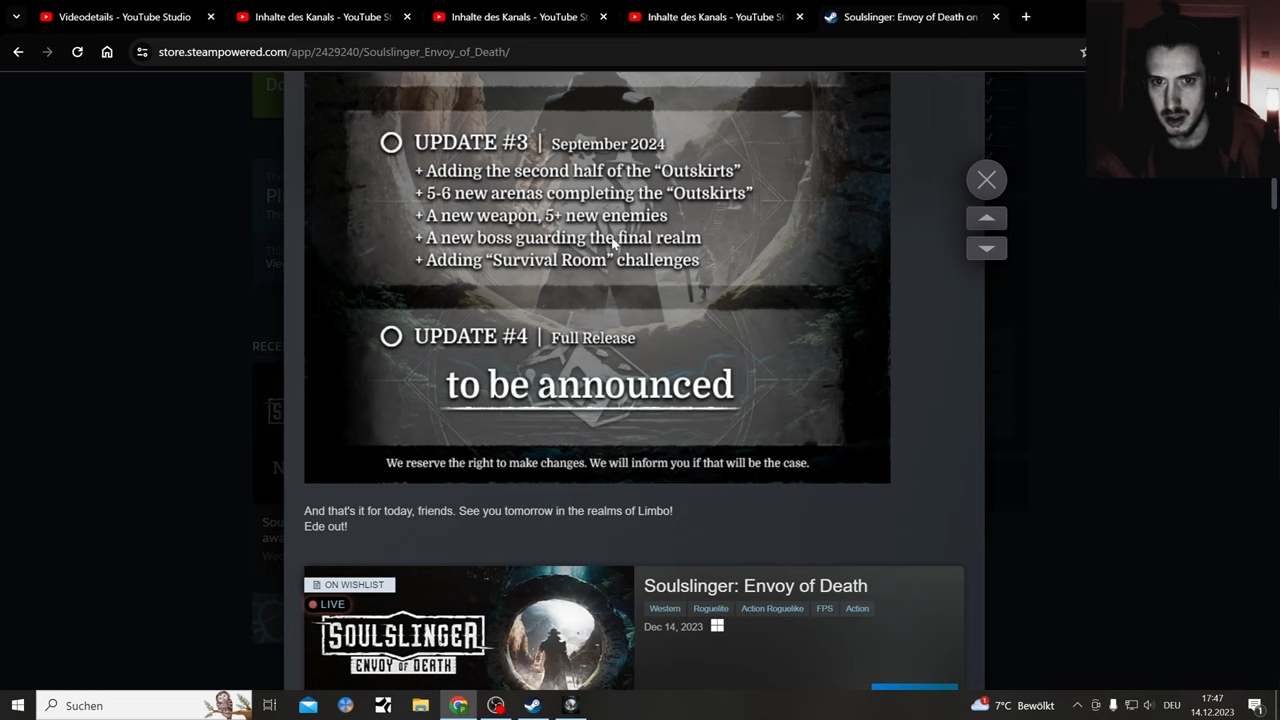 Videodetails - YouTube Studio
Inhalte des Kanals - YouTube St
Inhalte des Kanals - YouTube St
Inhalte des Kanals - YouTube St
Soulslinger: Envoy of Death on
store.steampowered.com/app/2429240/Soulslinger_Envoy_of_Death/
UPDATE #3 | September 2024
+ Adding the second half of the “Outskirts”
+ 5-6 new arenas completing the “Outskirts”
+ A new weapon, 5+ new enemies
+ A new boss guarding the final realm
+ Adding “Survival Room” challenges
UPDATE #4 | Full Release
to be announced
We reserve the right to make changes. We will inform you if that will be the case.
And that's it for today, friends. See you tomorrow in the realms of Limbo!
Ede out!
ON WISHLIST
LIVE
SOULSLINGER
ENVOY OF DEATH
Soulslinger: Envoy of Death
Western Roguelite Action Roguelike FPS Action
Dec 14, 2023
Suchen
1
7°C Bewölkt
DEU
17:47
14.12.2023
1